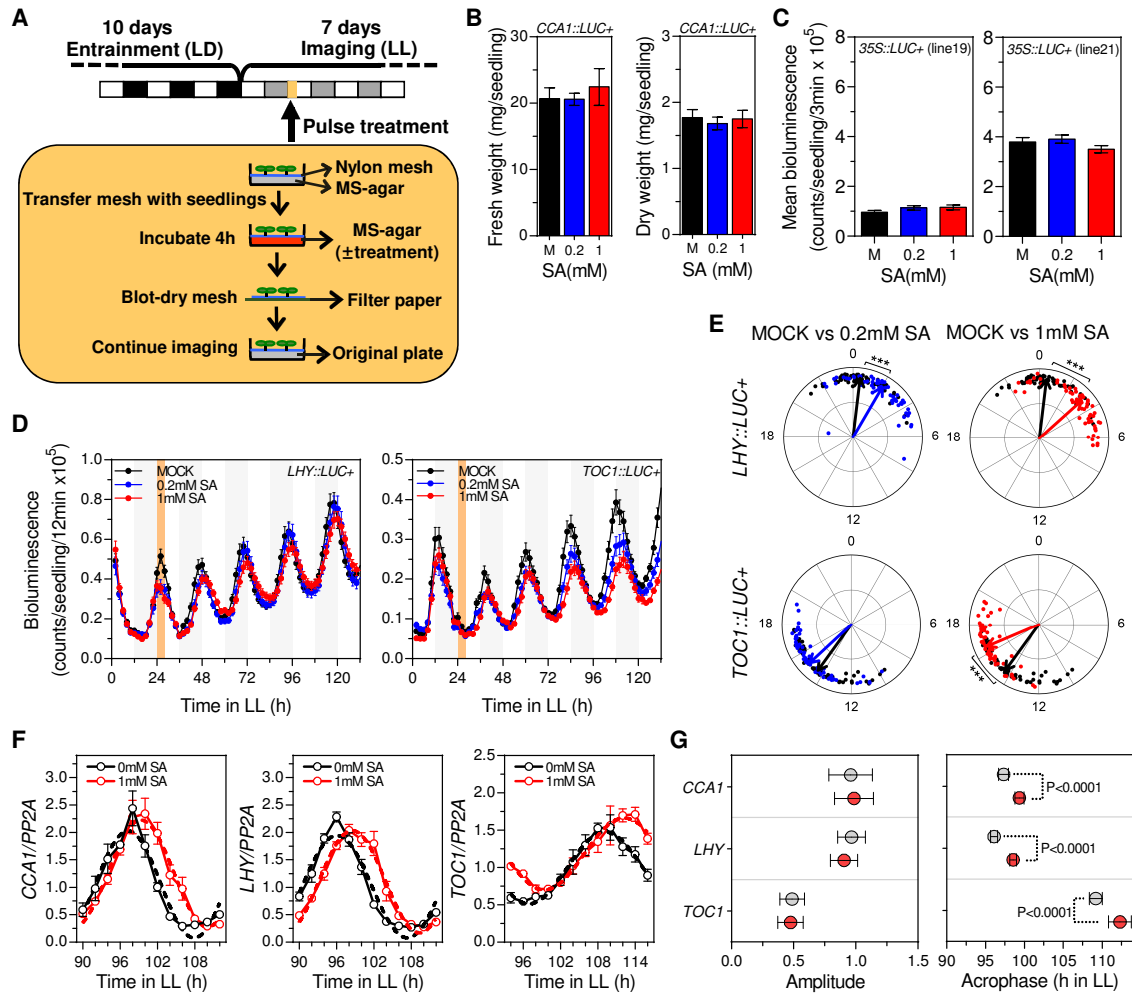 A
10 days
Entrainment (LD)
7 days
Imaging (LL)
Pulse treatment
Nylon mesh
MS-agar
Transfer mesh with seedlings
Incubate 4h
MS-agar
(±treatment)
Blot-dry mesh
Filter paper
Continue imaging
Original plate
B
CCA1::LUC+
Fresh weight (mg/seedling)
30
20
10
0
M 0.2 1
SA(mM)
CCA1::LUC+
Dry weight (mg/seedling)
2.5
2.0
1.5
1.0
0.5
0.0
M 0.2 1
SA (mM)
C
Mean bioluminescence
(counts/seedling/3min x 10⁵)
35S::LUC+ (line19)
8
6
4
2
0
M 0.2 1
SA(mM)
35S::LUC+ (line21)
8
6
4
2
0
M 0.2 1
SA(mM)
D
Bioluminescence
(counts/seedling/12min x10⁵)
1.0
0.8
0.6
0.4
0.2
0.0
MOCK
0.2mM SA
1mM SA
LHY::LUC+
0 24 48 72 96 120
Time in LL (h)
0.5
0.4
0.3
0.2
0.1
0.0
MOCK
0.2mM SA
1mM SA
TOC1::LUC+
0 24 48 72 96 120
Time in LL (h)
E
MOCK vs 0.2mM SA
MOCK vs 1mM SA
LHY::LUC+
0
***
18
6
12
0
***
18
6
12
TOC1::LUC+
18
6
12
18
6
12
***
F
CCA1/PP2A
3.0
2.5
2.0
1.5
1.0
0.5
0.0
0mM SA
1mM SA
90 96 102 108
Time in LL (h)
LHY/PP2A
3.0
2.5
2.0
1.5
1.0
0.5
0.0
0mM SA
1mM SA
90 96 102 108
Time in LL (h)
TOC1/PP2A
2.5
2.0
1.5
1.0
0.5
0.0
0mM SA
1mM SA
96 102 108 114
Time in LL (h)
G
CCA1
LHY
TOC1
0.0 0.5 1.0 1.5
Amplitude
P<0.0001
P<0.0001
P<0.0001
95 100 105 110
Acrophase (h in LL)